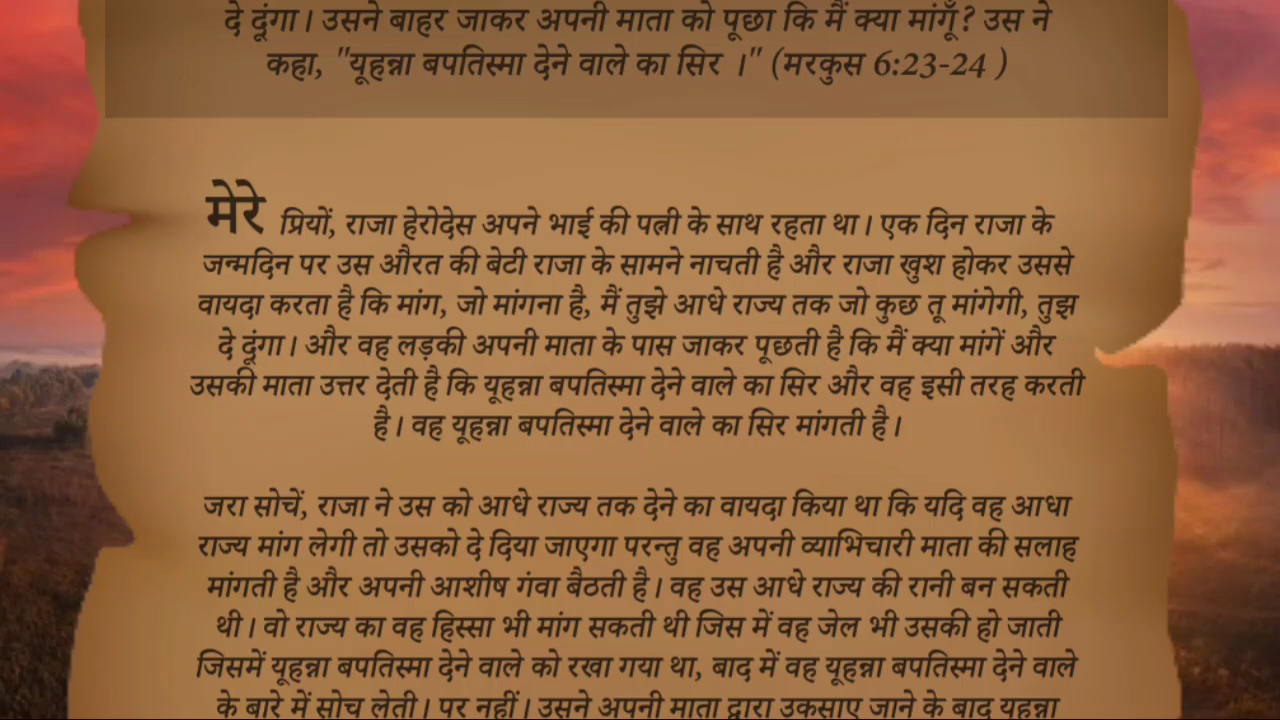 दे दूंगा। उसने बाहर जाकर अपनी माता को पूछा कि मैं क्या मांगूँ? उस ने
कहा, "यूहन्ना बपतिस्मा देने वाले का सिर ।" (मरकुस 6:23-24 )
मेरे प्रियों, राजा हेरोदेस अपने भाई की पत्नी के साथ रहता था। एक दिन राजा के
जन्मदिन पर उस औरत की बेटी राजा के सामने नाचती है और राजा खुश होकर उससे
वायदा करता है कि मांग, जो मांगना है, मैं तुझे आधे राज्य तक जो कुछ तू मांगेगी, तुझ
दे दूंगा। और वह लड़की अपनी माता के पास जाकर पूछती है कि मैं क्या मांगें और
उसकी माता उत्तर देती है कि यूहन्ना बपतिस्मा देने वाले का सिर और वह इसी तरह करती
है। वह यूहन्ना बपतिस्मा देने वाले का सिर मांगती है।
जरा सोचें, राजा ने उस को आधे राज्य तक देने का वायदा किया था कि यदि वह आधा
राज्य मांग लेगी तो उसको दे दिया जाएगा परन्तु वह अपनी व्याभिचारी माता की सलाह
मांगती है और अपनी आशीष गंवा बैठती है। वह उस आधे राज्य की रानी बन सकती
थी। वो राज्य का वह हिस्सा भी मांग सकती थी जिस में वह जेल भी उसकी हो जाती
जिसमें यूहन्ना बपतिस्मा देने वाले को रखा गया था, बाद में वह यूहन्ना बपतिस्मा देने वाले
के बारे में सोच लेती। पर नहीं। उसने अपनी माता द्वारा उकसाए जाने के बाद यूहन्ना